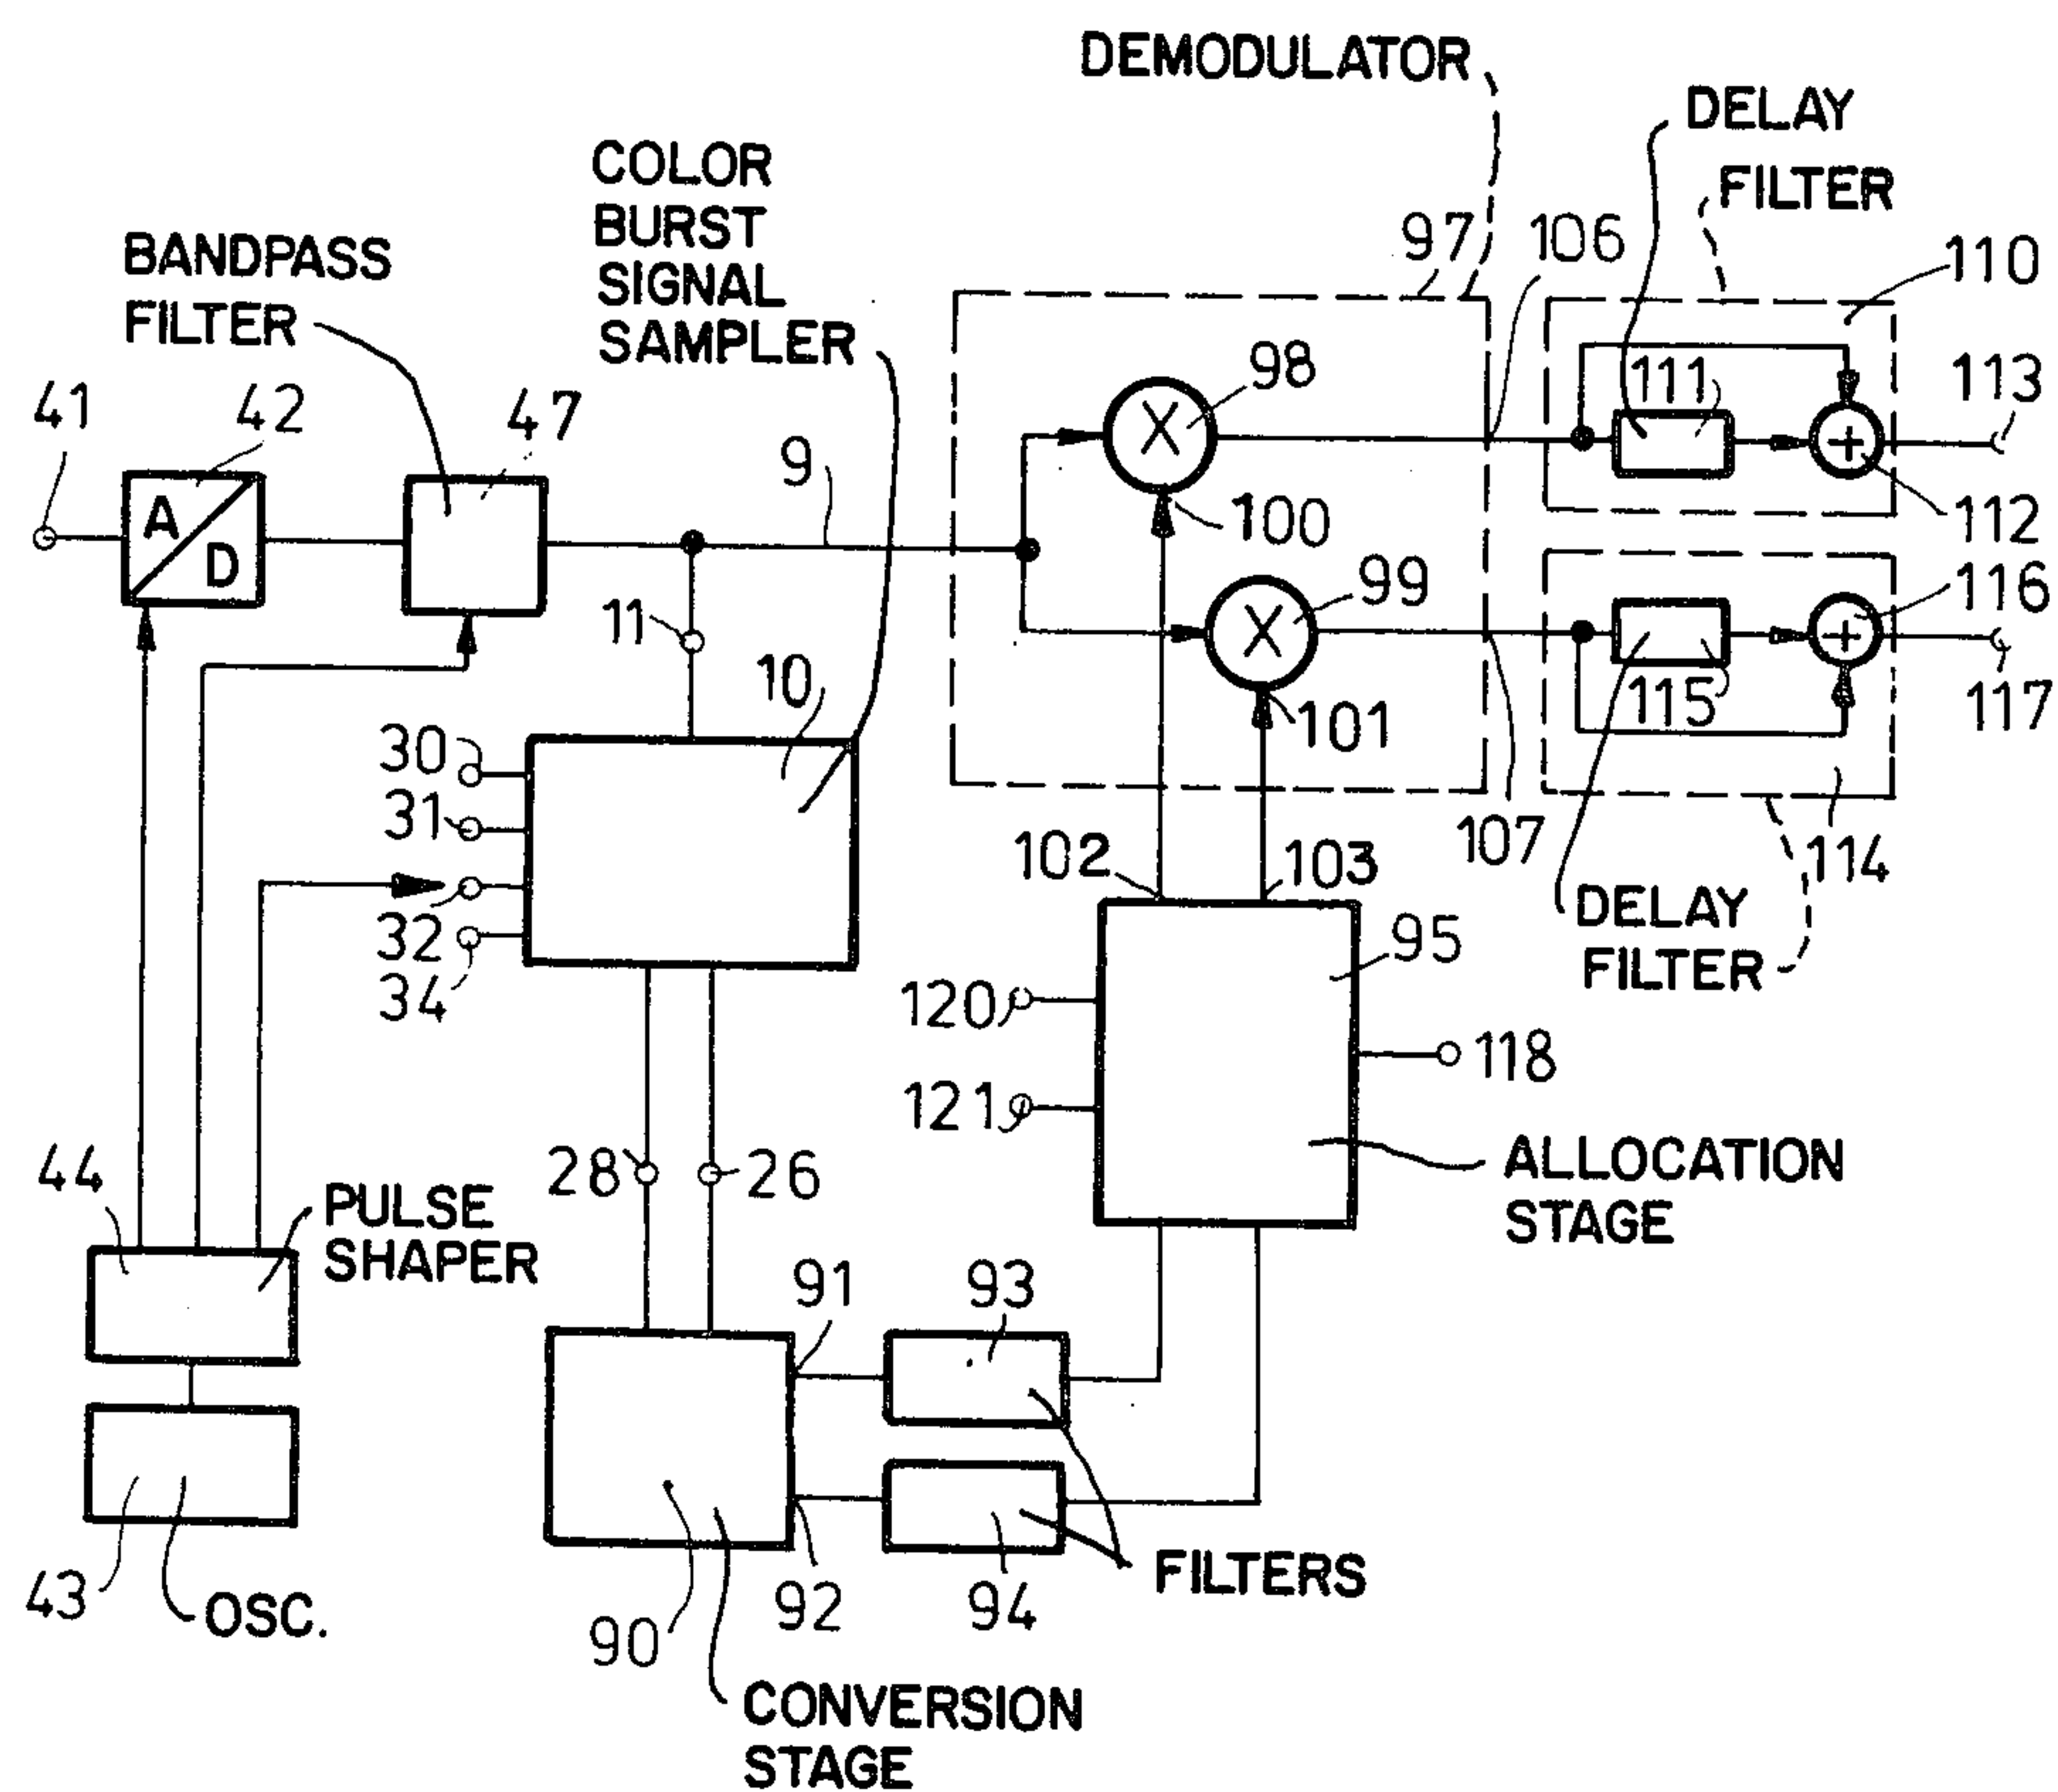 DEMODULATOR
DELAY
FILTER
COLOR
BURST
SIGNAL
SAMPLER
BANDPASS
FILTER
97
106
110
41
42
47
9
98
111
113
A
D
X
+
100
112
11
10
99
116
X
+
115
117
101
30
31
32
34
102
103
107
114
DELAY
FILTER
95
120
118
121
28
26
ALLOCATION
STAGE
44
PULSE
SHAPER
91
93
43
OSC.
90
92
94
FILTERS
CONVERSION
STAGE